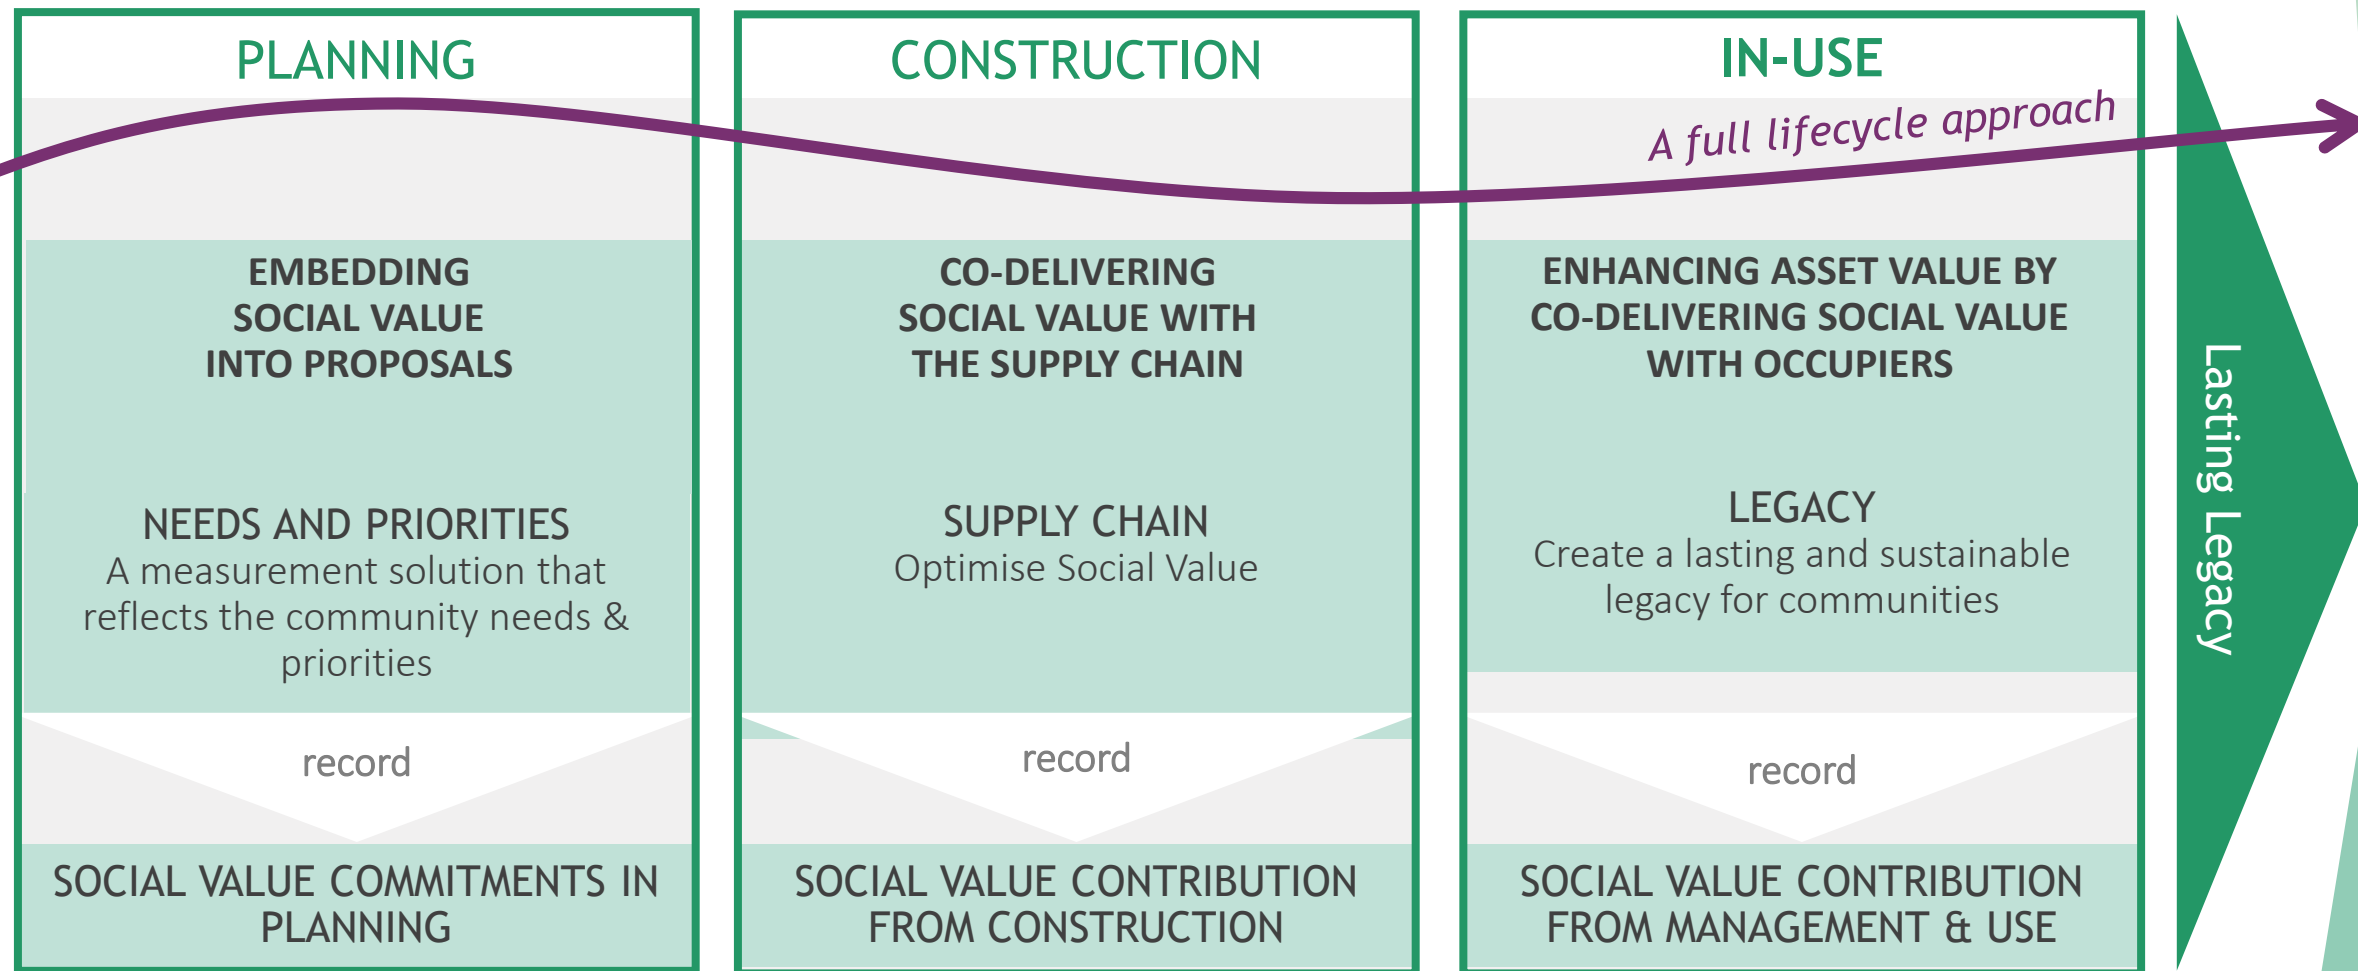 PLANNING
EMBEDDING
SOCIAL VALUE
INTO PROPOSALS
NEEDS AND PRIORITIES
A measurement solution that
reflects the community needs &
priorities
record
SOCIAL VALUE COMMITMENTS IN
PLANNING
CONSTRUCTION
CO-DELIVERING
SOCIAL VALUE WITH
THE SUPPLY CHAIN
SUPPLY CHAIN
Optimise Social Value
record
SOCIAL VALUE CONTRIBUTION
FROM CONSTRUCTION
IN-USE
A full lifecycle approach
ENHANCING ASSET VALUE BY
CO-DELIVERING SOCIAL VALUE
WITH OCCUPIERS
LEGACY
Create a lasting and sustainable
legacy for communities
record
SOCIAL VALUE CONTRIBUTION
FROM MANAGEMENT & USE
Lasting Legacy